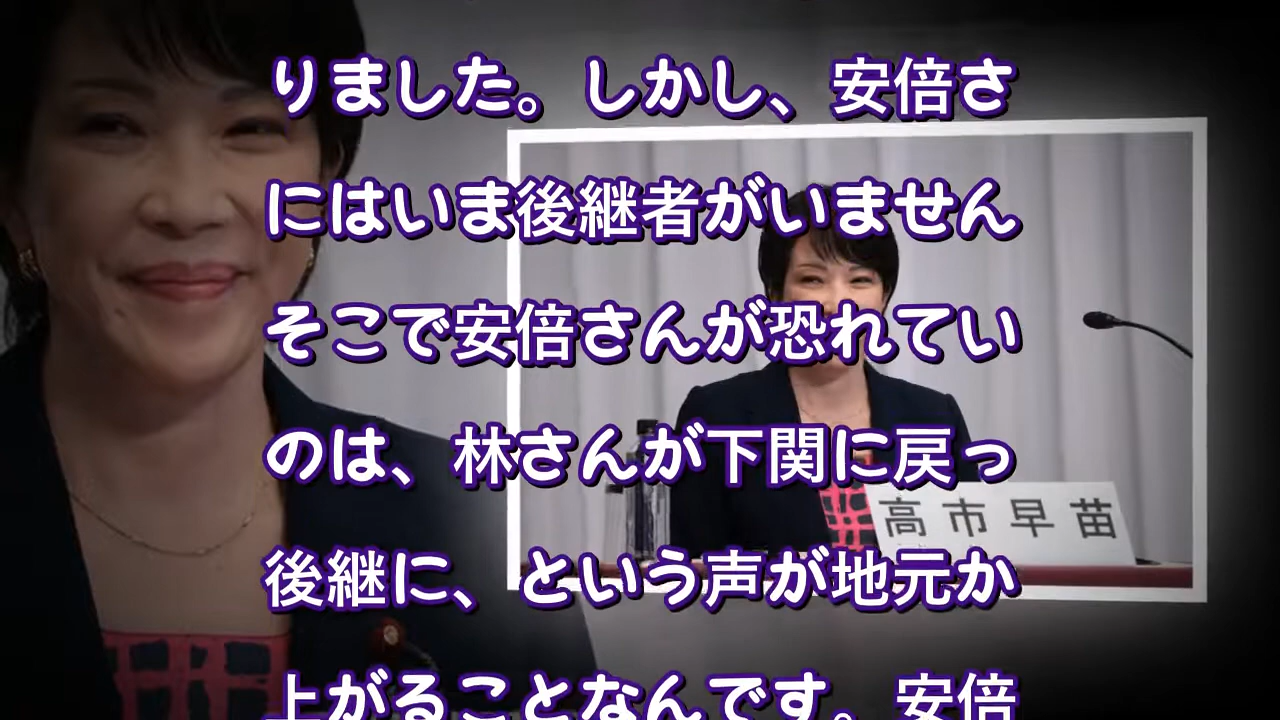 りました。しかし、安倍さ
にはいま後継者がいません
そこで安倍さんが恐れてい
のは、林さんが下関に戻っ
後継に、という声が地元か
上がることなんです。安倍
高市早苗